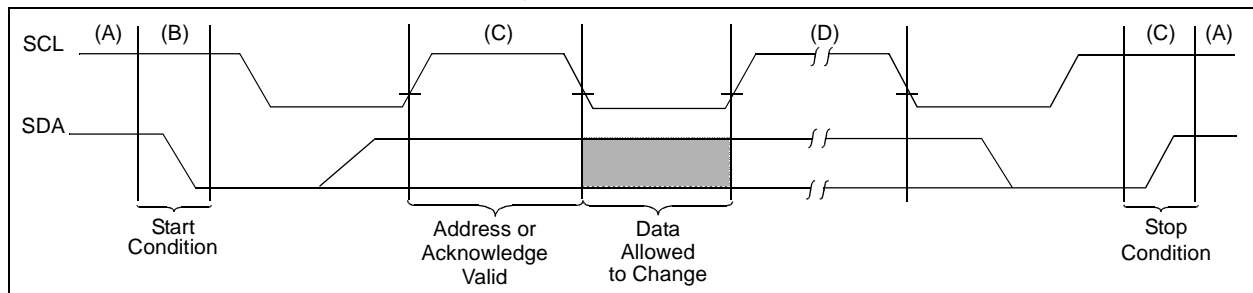 (A) (B) (C) (D) (C) (A)
SCL
SDA
Start
Condition
Address or
Acknowledge
Valid
Data
Allowed
to Change
Stop
Condition